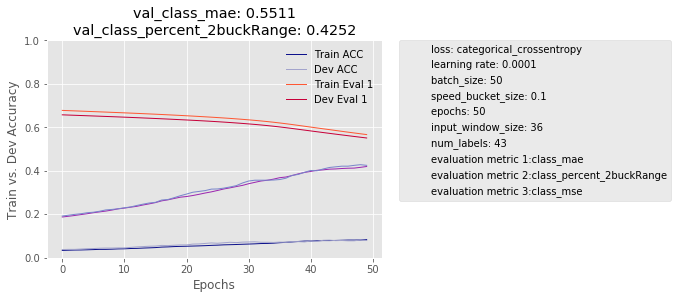 val_class_mae: 0.5511
val_class_percent_2buckRange: 0.4252
1.0
0.8
0.6
0.4
0.2
0.0
Train vs. Dev Accuracy
Train ACC
Dev ACC
Train Eval 1
Dev Eval 1
0
10
20
30
40
50
Epochs
loss: categorical_crossentropy
learning rate: 0.0001
batch_size: 50
speed_bucket_size: 0.1
epochs: 50
input_window_size: 36
num_labels: 43
evaluation metric 1:class_mae
evaluation metric 2:class_percent_2buckRange
evaluation metric 3:class_mse